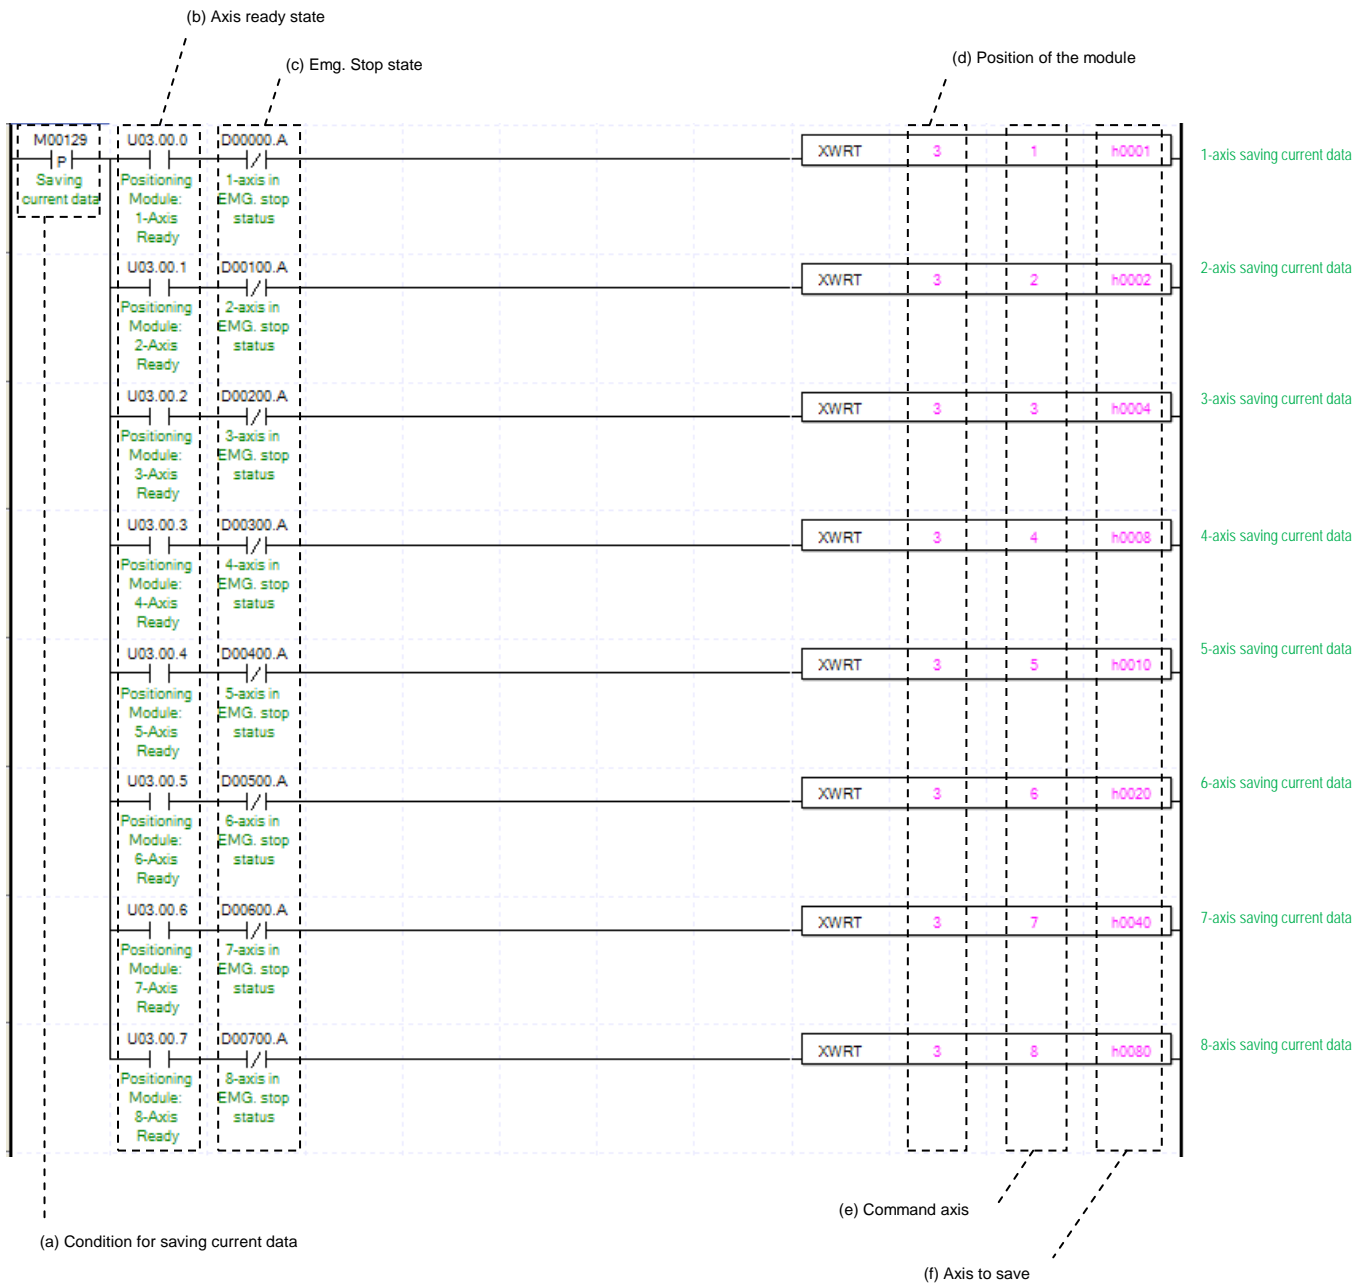 (b) Axis ready state
(c) Emg. Stop state
(d) Position of the module
M00129
P
Saving
current data
U03.00.0
D00000.A
XWRT 3 1 h0001
1-axis saving current data
Positioning
Module:
1-Axis
Ready
1-axis in
EMG. stop
status
U03.00.1
D00100.A
XWRT 3 2 h0002
2-axis saving current data
Positioning
Module:
2-Axis
Ready
2-axis in
EMG. stop
status
U03.00.2
D00200.A
XWRT 3 3 h0004
3-axis saving current data
Positioning
Module:
3-Axis
Ready
3-axis in
EMG. stop
status
U03.00.3
D00300.A
XWRT 3 4 h0008
4-axis saving current data
Positioning
Module:
4-Axis
Ready
4-axis in
EMG. stop
status
U03.00.4
D00400.A
XWRT 3 5 h0010
5-axis saving current data
Positioning
Module:
5-Axis
Ready
5-axis in
EMG. stop
status
U03.00.5
D00500.A
XWRT 3 6 h0020
6-axis saving current data
Positioning
Module:
6-Axis
Ready
6-axis in
EMG. stop
status
U03.00.6
D00600.A
XWRT 3 7 h0040
7-axis saving current data
Positioning
Module:
7-Axis
Ready
7-axis in
EMG. stop
status
U03.00.7
D00700.A
XWRT 3 8 h0080
8-axis saving current data
Positioning
Module:
8-Axis
Ready
8-axis in
EMG. stop
status
(e) Command axis
(a) Condition for saving current data
(f) Axis to save